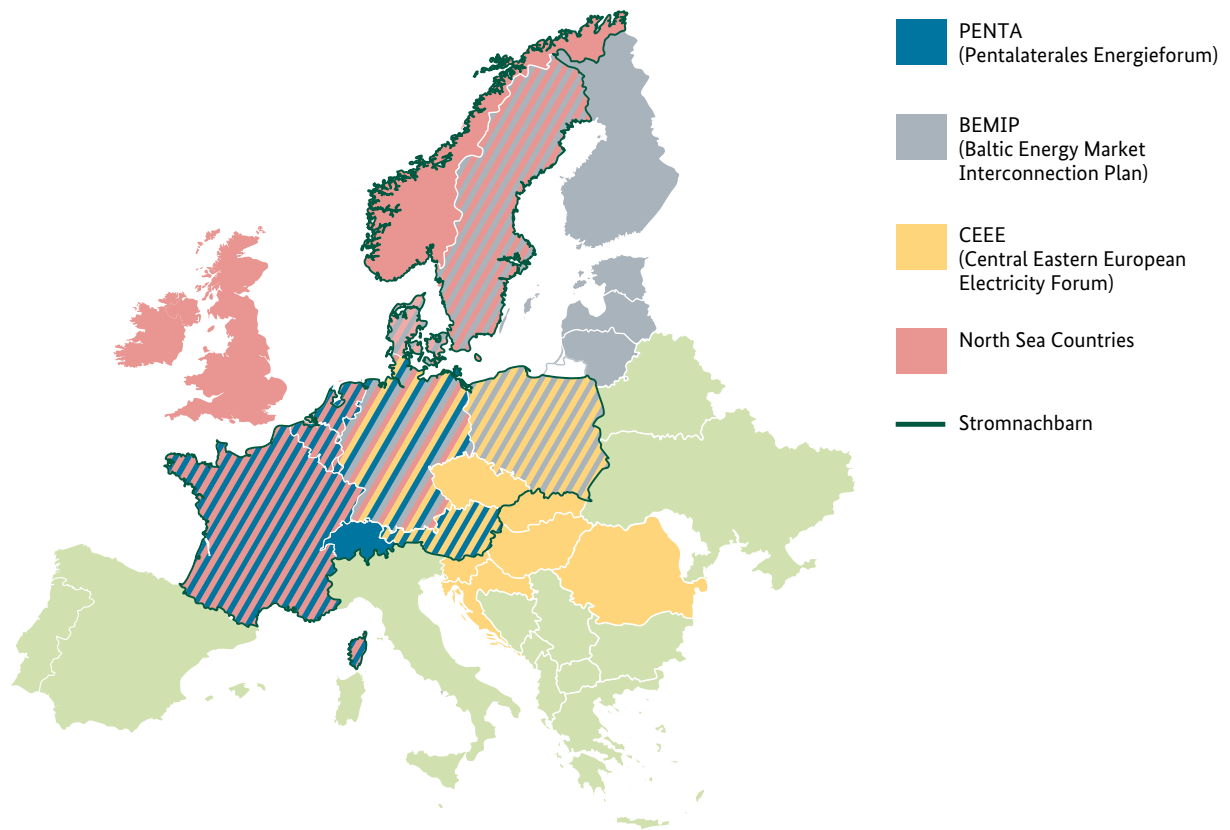 PENTA
(Pentalaterales Energieforum)
BEMIP
(Baltic Energy Market
Interconnection Plan)
CEEE
(Central Eastern European
Electricity Forum)
North Sea Countries
Stromnachbarn